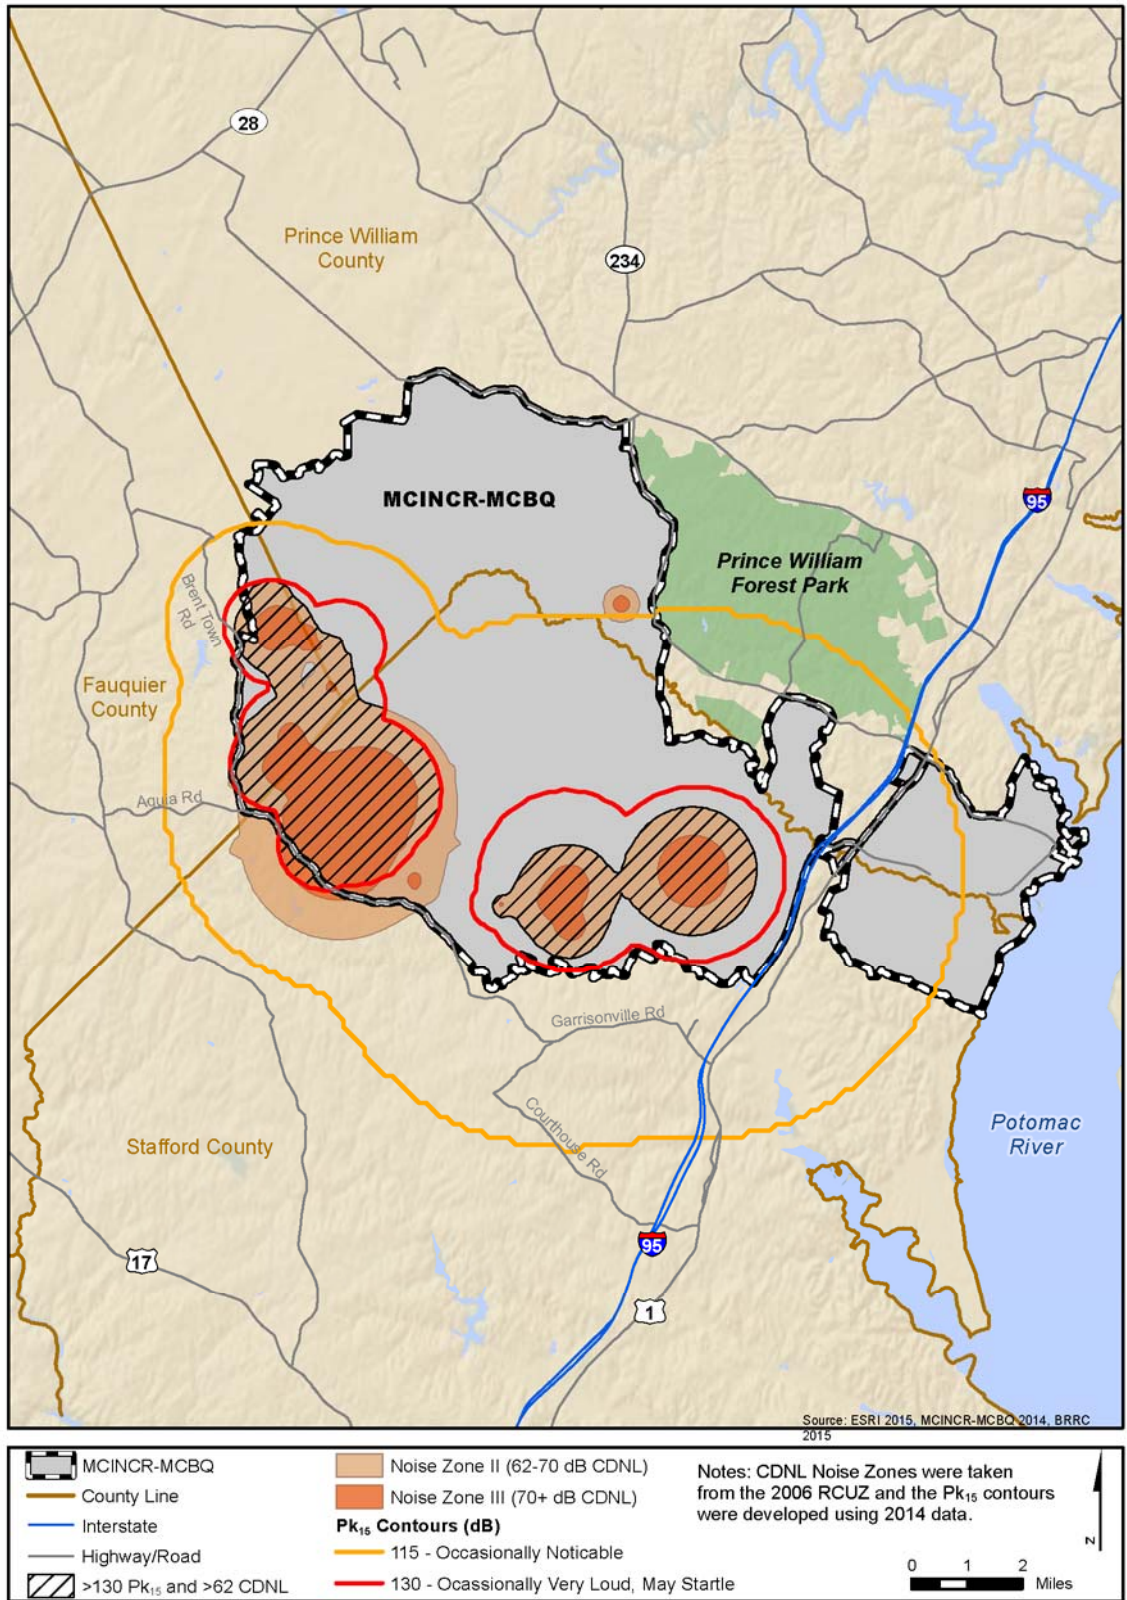 28
Prince William
County
234
MCINCR-MCBQ
95
Prince William
Forest Park
Brent Town
Rd
Fauquier
County
Aquia Rd
Garrisonville Rd
Courthouse Rd
Potomac
River
Stafford County
17
95
1
Source: ESRI 2015, MCINCR-MCBQ 2014, BRRC
2015
MCINCR-MCBQ
County Line
Interstate
Highway/Road
>130 Pk15 and >62 CDNL
Noise Zone II (62-70 dB CDNL)
Noise Zone III (70+ dB CDNL)
Pk15 Contours (dB)
115 - Occasionally Noticable
130 - Ocassionally Very Loud, May Startle
Notes: CDNL Noise Zones were taken
from the 2006 RCUZ and the Pk15 contours
were developed using 2014 data.
N
0 1 2
Miles